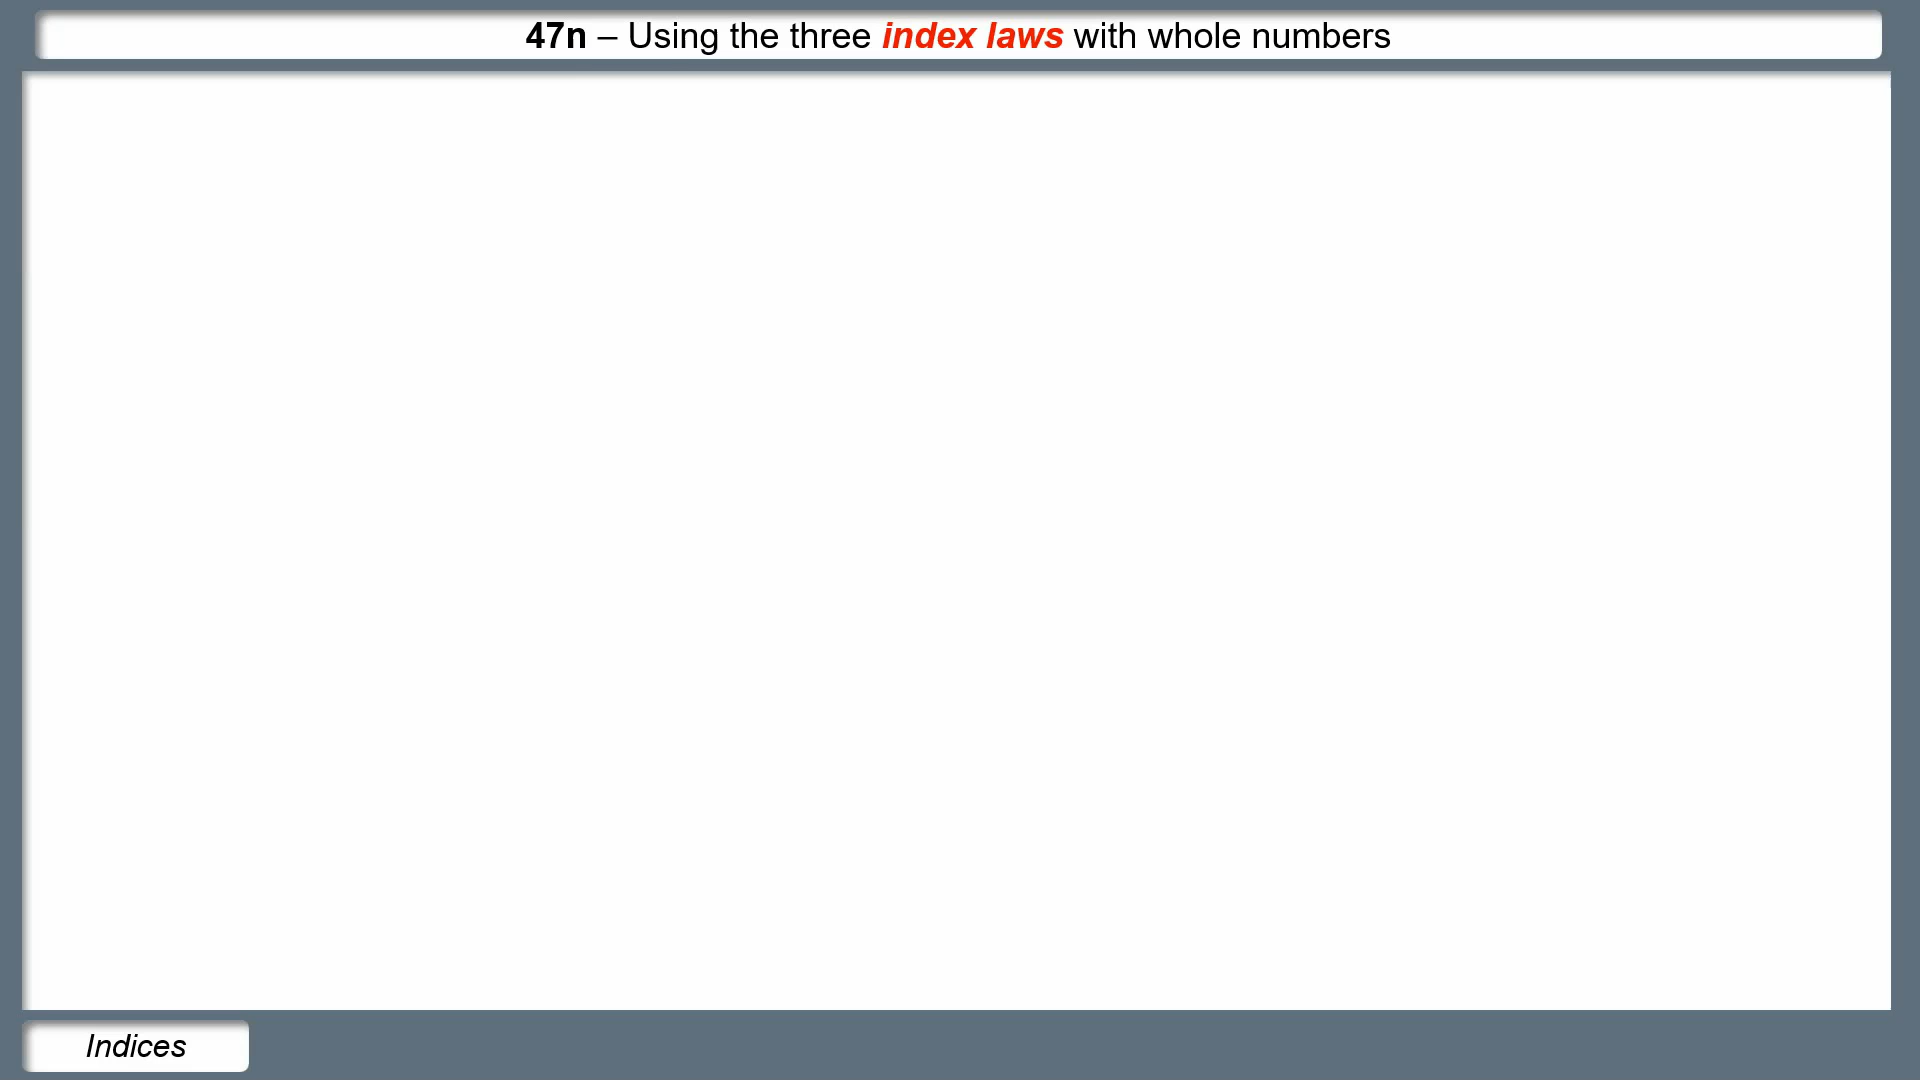 47n – Using the three index laws with whole numbers
Indices